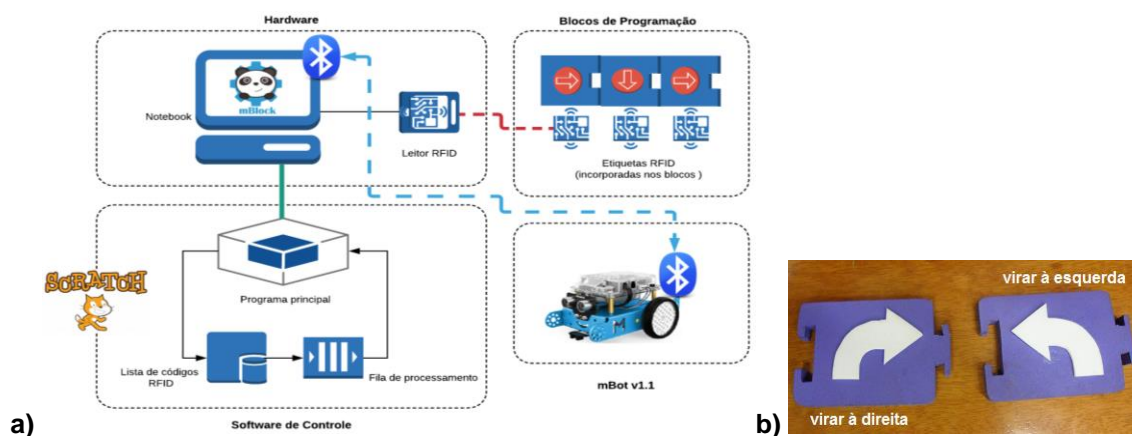 Hardware
Blocos de Programação
mBlock
Notebook
Leitor RFID
Etiquetas RFID
(incorporadas nos blocos )
SCRATCH
Programa principal
Lista de códigos
RFID
Fila de processamento
Software de Controle
M
mBot v1.1
a)
virar à esquerda
virar à direita
b)